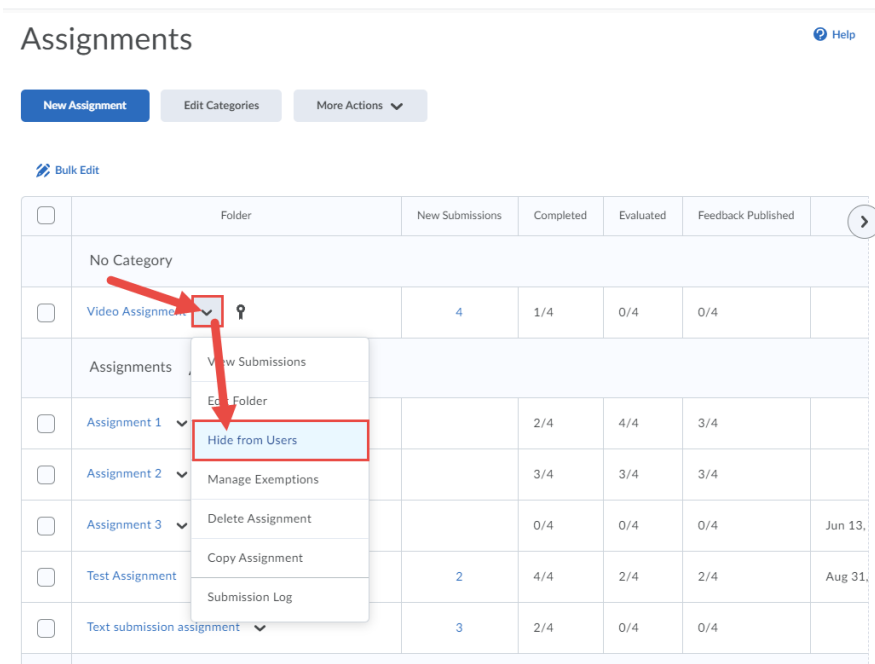 Assignments
Help
New Assignment
Edit Categories
More Actions
Bulk Edit
Folder New Submissions Completed Evaluated Feedback Published
No Category
Video Assignment 4 1/4 0/4 0/4
View Submissions
Assignments
Edit Folder
Assignment 1 2/4 4/4 3/4
Hide from Users
Assignment 2 3/4 3/4 3/4
Manage Exemptions
Delete Assignment
Assignment 3 0/4 0/4 0/4 Jun 13,
Copy Assignment
Test Assignment 2 4/4 2/4 2/4 Aug 31,
Submission Log
Text submission assignment 3 2/4 0/4 0/4